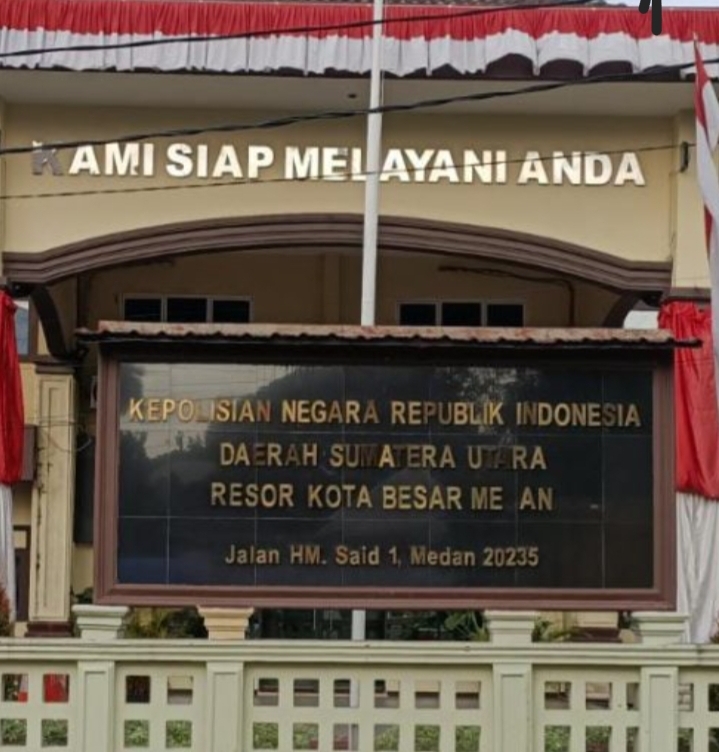 KAMI SIAP MELAYANI ANDA
KEPOLISIAN NEGARA REPUBLIK INDONESIA
DAERAH SUMATERA UTARA
RESOR KOTA BESAR ME AN
Jalan HM. Said 1, Medan 20235